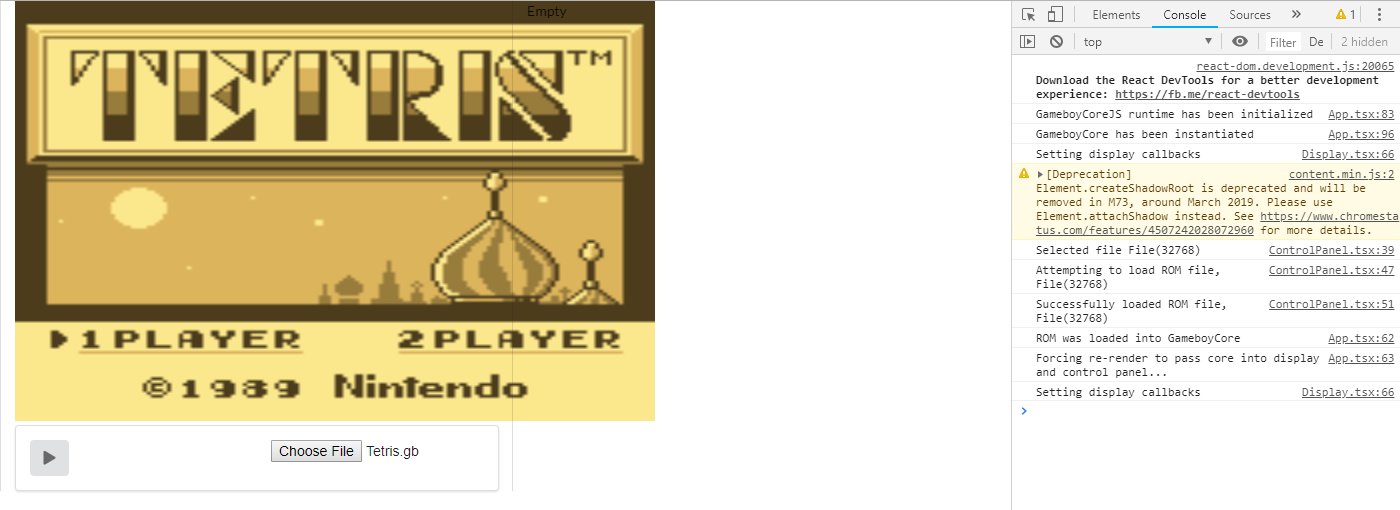 Empty
TETRIS™
1PLAYER 2PLAYER
©1989 Nintendo
Choose File Tetris.gb
Elements Console Sources » 1
top Filter De 2 hidden
react-dom.development.js:20065
Download the React DevTools for a better development
experience: https://fb.me/react-devtools
GameboyCoreJS runtime has been initialized App.tsx:83
GameboyCore has been instantiated App.tsx:96
Setting display callbacks Display.tsx:66
[Deprecation] content.min.js:2
Element.createShadowRoot is deprecated and will be
removed in M73, around March 2019. Please use
Element.attachShadow instead. See https://www.chromesta
tus.com/features/4507242028072960 for more details.
Selected file File(32768) ControlPanel.tsx:39
Attempting to load ROM file, ControlPanel.tsx:47
File(32768)
Successfully loaded ROM file, ControlPanel.tsx:51
File(32768)
ROM was loaded into GameboyCore App.tsx:62
Forcing re-render to pass core into display App.tsx:63
and control panel...
Setting display callbacks Display.tsx:66